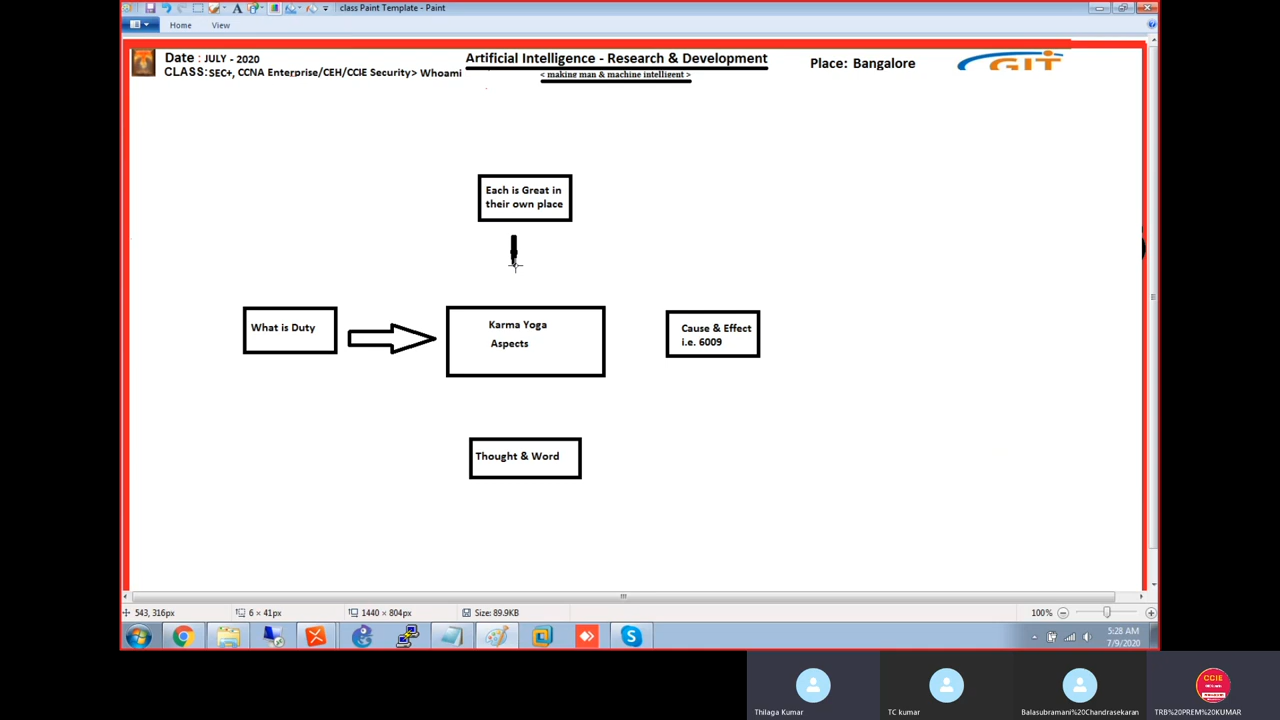 class Paint Template - Paint
Home View
Date : JULY - 2020
CLASS: SEC+, CCNA Enterprise/CEH/CCIE Security> Whoami
Artificial Intelligence - Research & Development
< making man & machine intelligent >
Place: Bangalore
GIT
Each is Great in
their own place
What is Duty
Karma Yoga
Aspects
Cause & Effect
i.e. 6009
Thought & Word
543, 316px
6 × 41px
1440 × 804px
Size: 89.9KB
100%
5:28 AM
7/9/2020
Thilaga Kumar
TC kumar
Balasubramani%20Chandrasekaran
CCIE
TRB%20PREM%20KUMAR